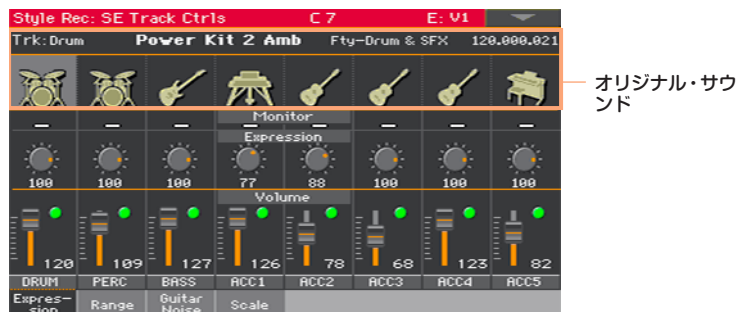 Style Rec: SE Track Ctrls C 7 E: V1
Trk:Drum Power Kit 2 Amb Fty-Drum & SFX 120.000.021
オリジナル・サウ
ンド
Monitor
Expression
100 100 100 77 88 100 100 100
Volume
120 109 127 126 78 68 123 82
DRUM PERC BASS ACC1 ACC2 ACC3 ACC4 ACC5
Expres-
sion Range Guitar
Noise Scale